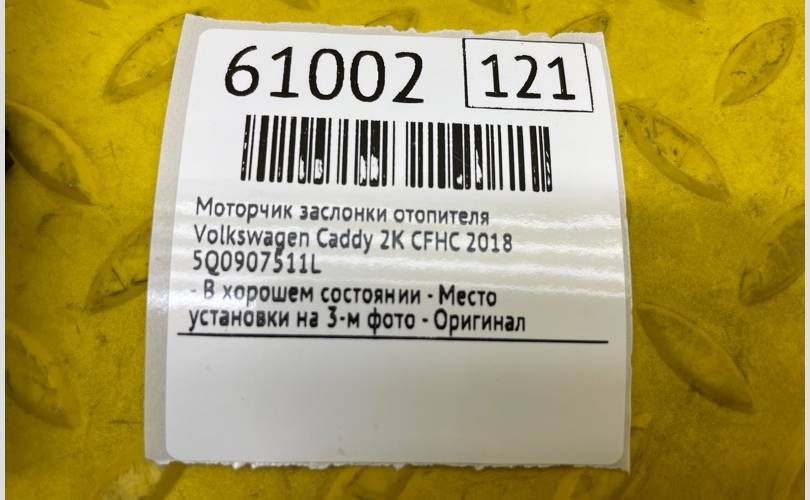 61002 121
Моторчик заслонки отопителя
Volkswagen Caddy 2K CFHC 2018
5Q0907511L
- В хорошем состоянии - Место
установки на 3-м фото - Оригинал